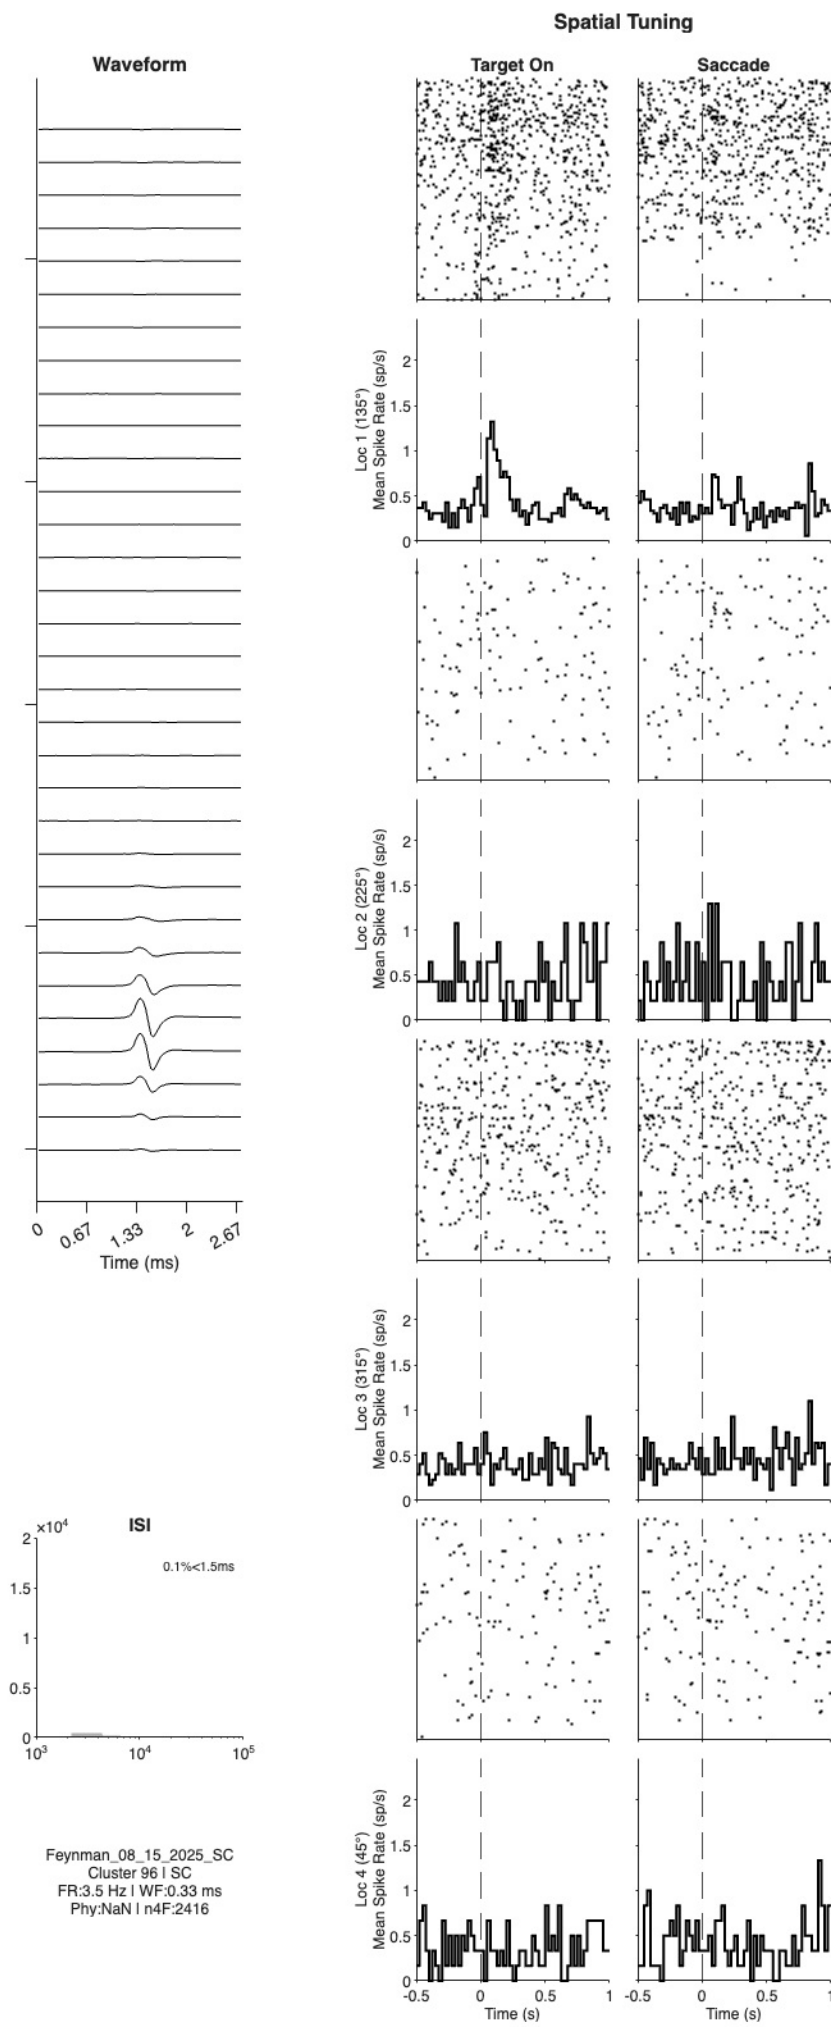 Spatial Tuning
Waveform
Target On
Saccade
0
0.67
1.33
2
2.67
Time (ms)
Loc 1 (135°)
Mean Spike Rate (sp/s)
2
1.5
1
0.5
0
Loc 2 (225°)
Mean Spike Rate (sp/s)
2
1.5
1
0.5
0
Loc 3 (315°)
Mean Spike Rate (sp/s)
2
1.5
1
0.5
0
ISI
×10⁴
2
1.5
1
0.5
0
0.1%<1.5ms
10³
10⁴
10⁵
Feynman_08_15_2025_SC
Cluster 96 | SC
FR:3.5 Hz | WF:0.33 ms
Phy:NaN | n4F:2416
Loc 4 (45°)
Mean Spike Rate (sp/s)
2
1.5
1
0.5
0
-0.5 0 0.5 1
Time (s)
-0.5 0 0.5 1
Time (s)